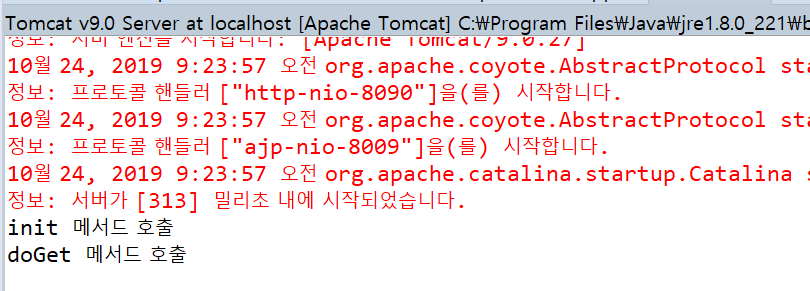 Tomcat v9.0 Server at localhost [Apache Tomcat] C:₩Program Files₩Java₩jre1.8.0_221₩b
정보: 서버 엔진을 시작합니다: [Apache Tomcat/9.0.27]
10월 24, 2019 9:23:57 오전 org.apache.coyote.AbstractProtocol sta
정보: 프로토콜 핸들러 ["http-nio-8090"]을(를) 시작합니다.
10월 24, 2019 9:23:57 오전 org.apache.coyote.AbstractProtocol sta
정보: 프로토콜 핸들러 ["ajp-nio-8009"]을(를) 시작합니다.
10월 24, 2019 9:23:57 오전 org.apache.catalina.startup.Catalina s
정보: 서버가 [313] 밀리초 내에 시작되었습니다.
init 메서드 호출
doGet 메서드 호출